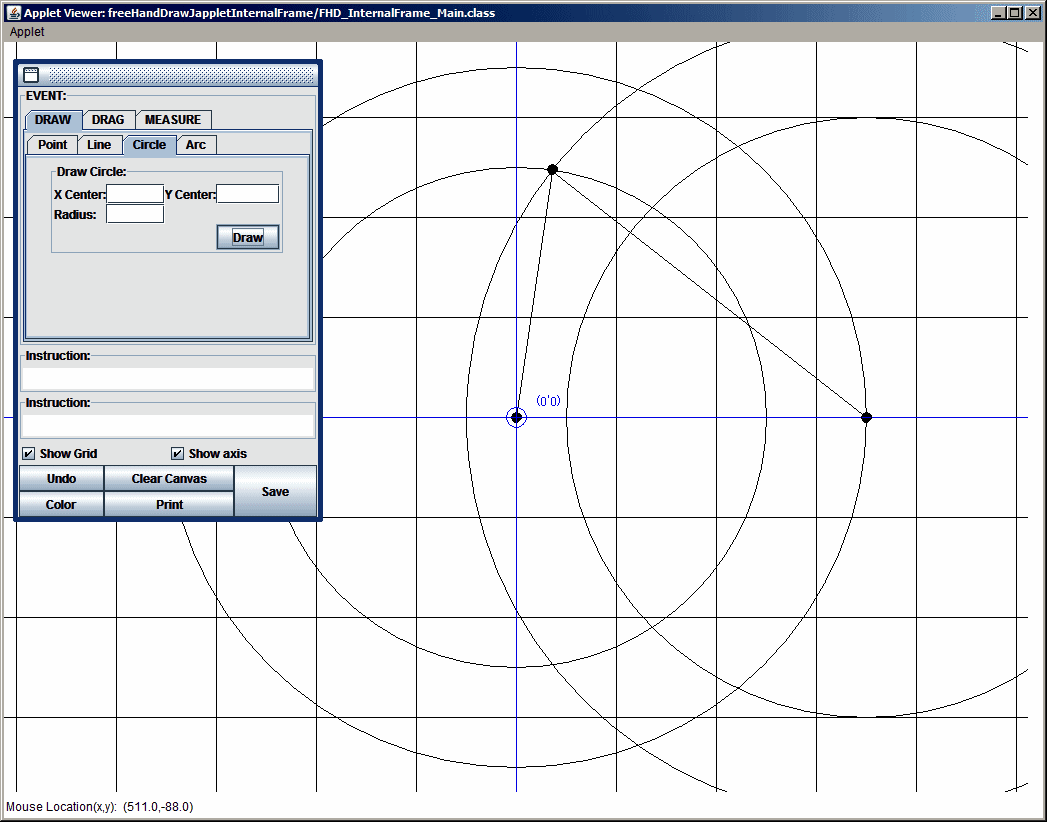 Applet Viewer: freeHandDrawJappletInternalFrame/FHD_InternalFrame_Main.class
Applet
EVENT:
DRAW DRAG MEASURE
Point Line Circle Arc
Draw Circle:
X Center: Y Center:
Radius:
Draw
Instruction:
(0'0)
Instruction:
Show Grid Show axis
Undo Clear Canvas Save
Color Print
Mouse Location(x,y): (511.0,-88.0)